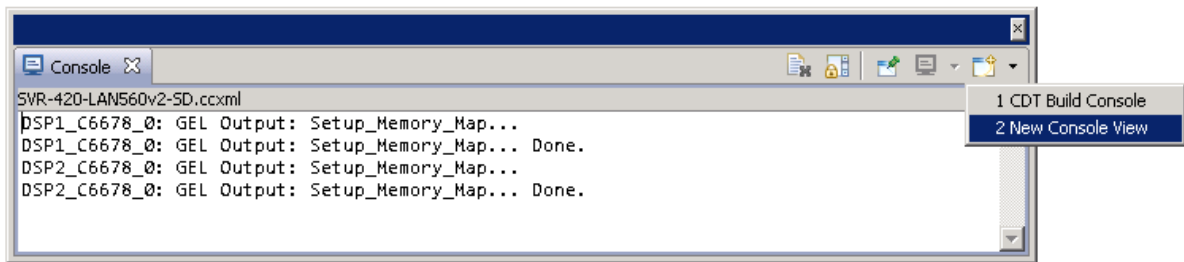 Console
SVR-420-LAN560v2-SD.ccxml
DSP1_C6678_0: GEL Output: Setup_Memory_Map...
DSP1_C6678_0: GEL Output: Setup_Memory_Map... Done.
DSP2_C6678_0: GEL Output: Setup_Memory_Map...
DSP2_C6678_0: GEL Output: Setup_Memory_Map... Done.
1 CDT Build Console
2 New Console View